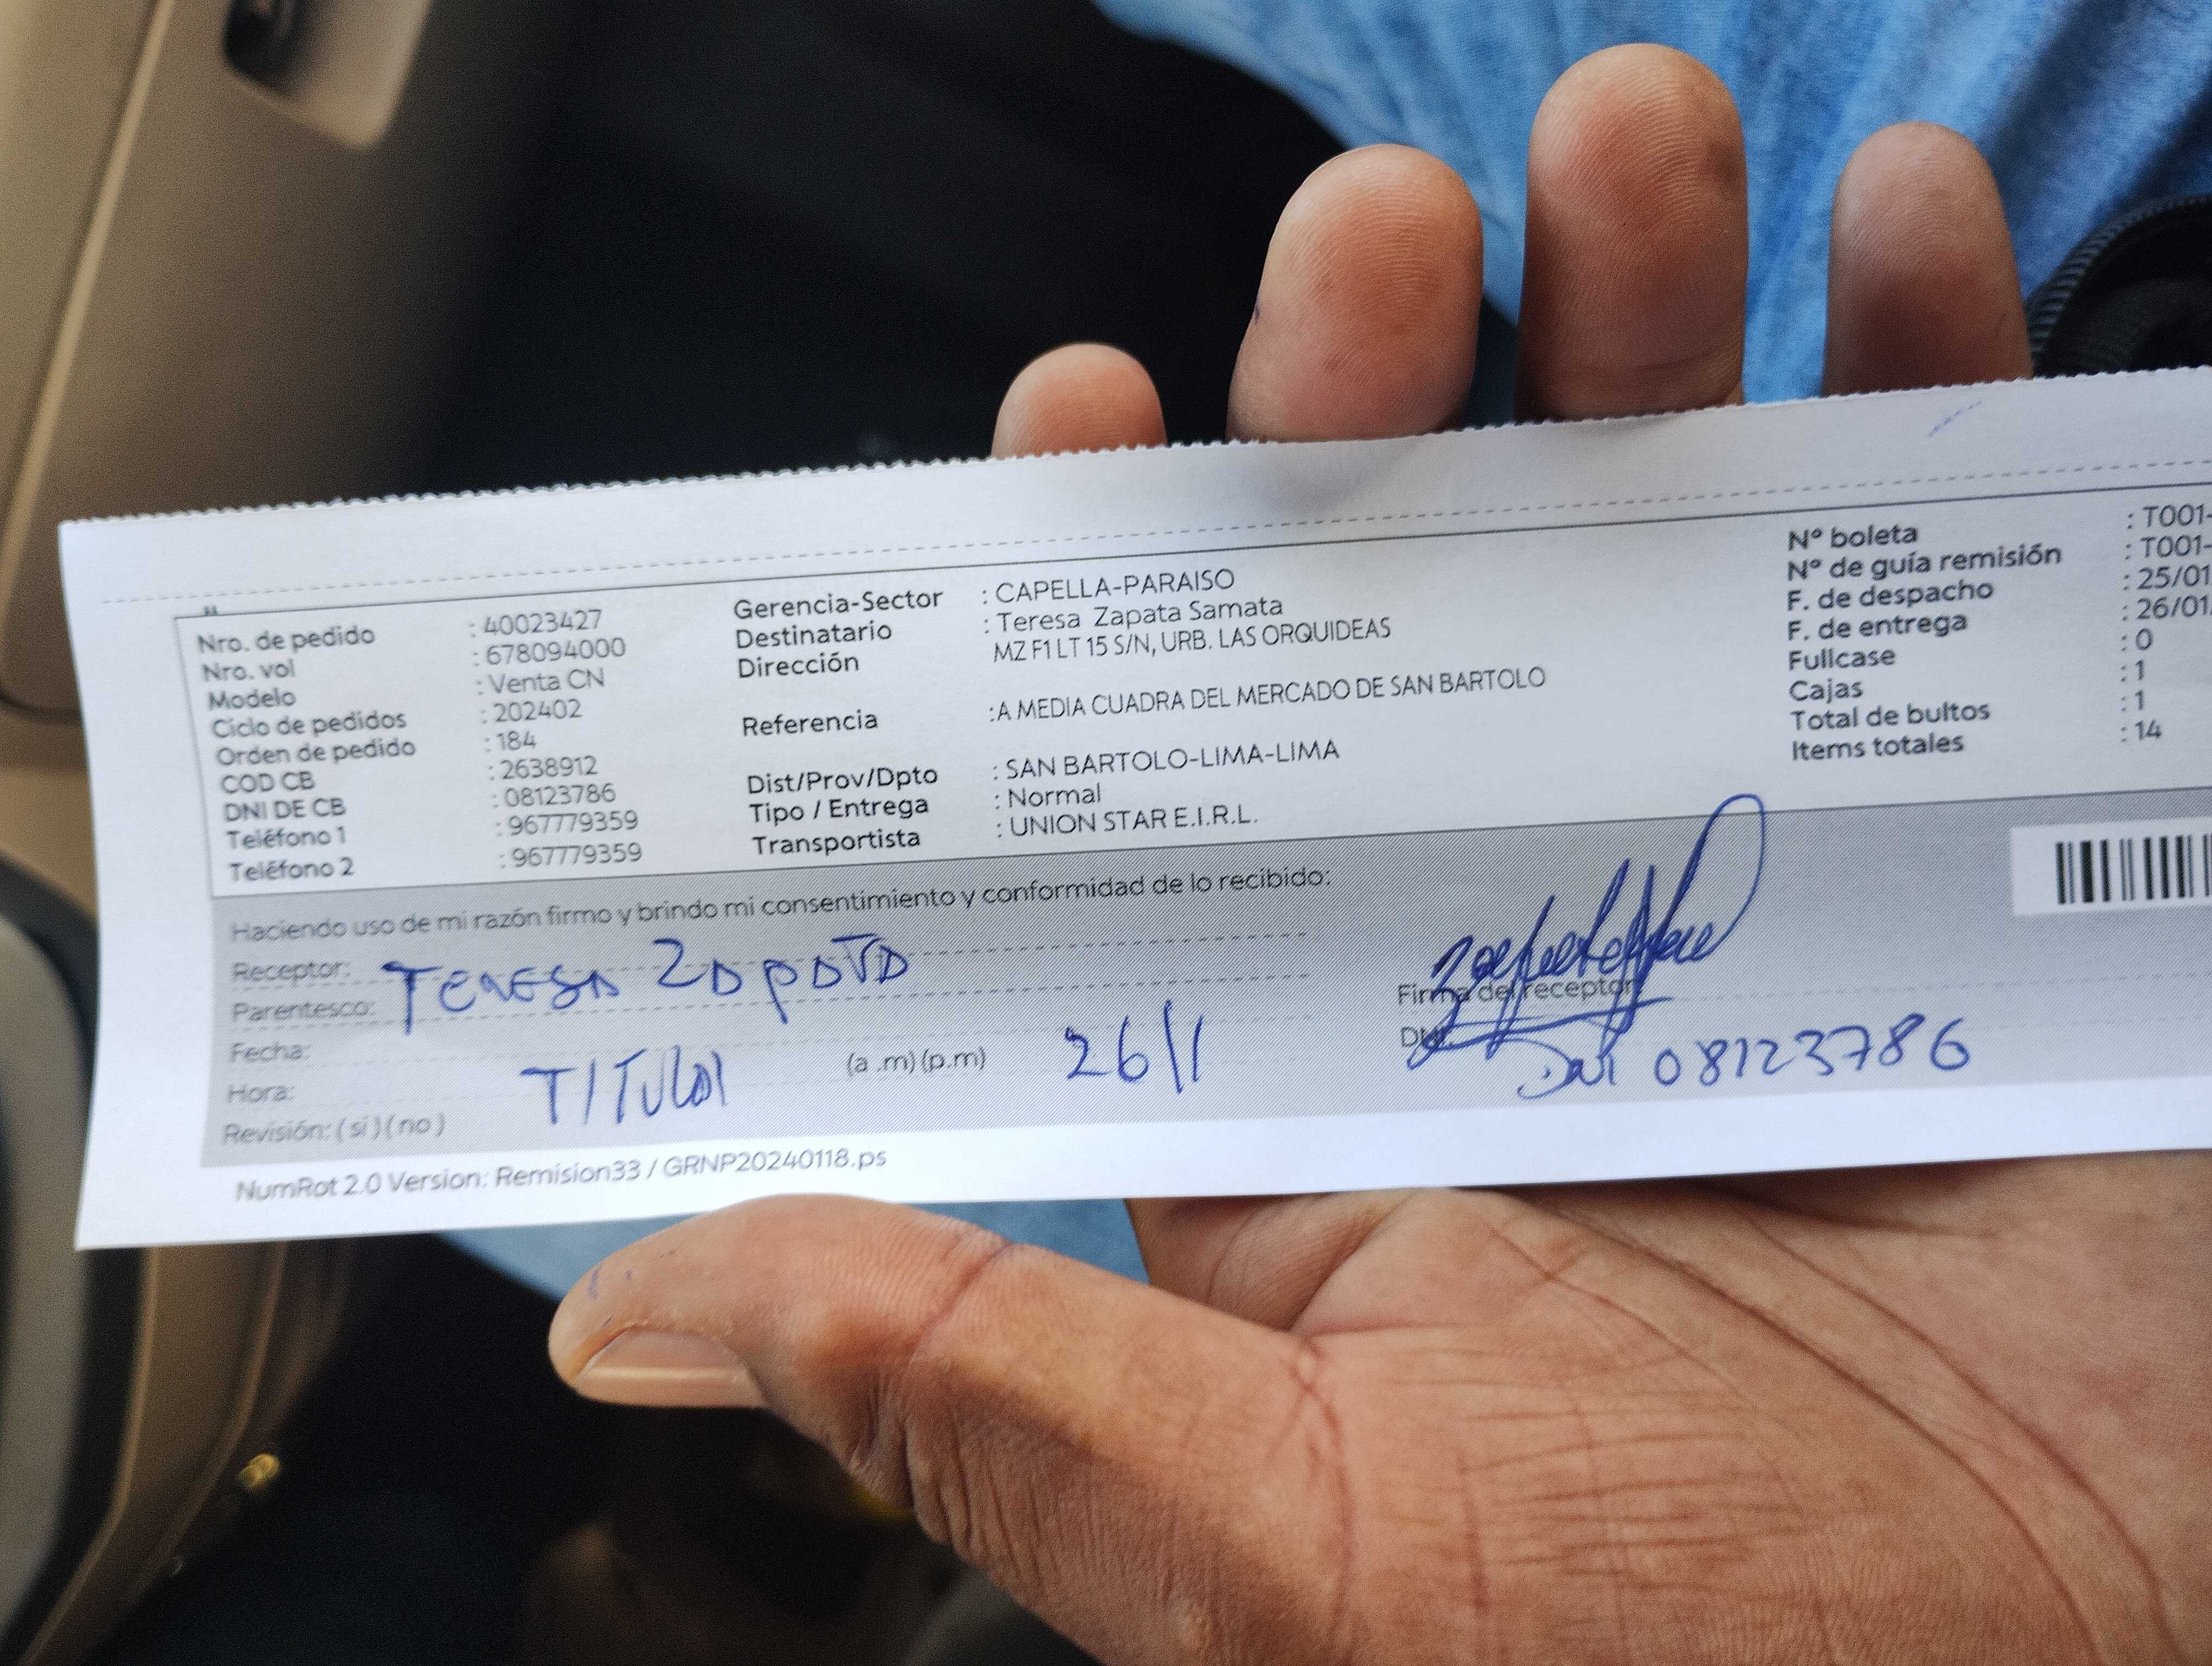 Nro. de pedido : 40023427
Nro. vol : 678094000
Modelo : Venta CN
Ciclo de pedidos : 202402
Orden de pedido : 184
COD CB : 2638912
DNI DE CB : 08123786
Teléfono 1 : 967779359
Teléfono 2 : 967779359
Gerencia-Sector : CAPELLA-PARAISO
Destinatario : Teresa Zapata Samata
Dirección MZ F1 LT 15 S/N, URB. LAS ORQUIDEAS
Referencia :A MEDIA CUADRA DEL MERCADO DE SAN BARTOLO
Dist/Prov/Dpto : SAN BARTOLO-LIMA-LIMA
Tipo / Entrega : Normal
Transportista : UNION STAR E.I.R.L.
Nº boleta : T001-
Nº de guía remisión : T001-
F. de despacho : 25/01
F. de entrega : 26/01
Fullcase : 0
Cajas : 1
Total de bultos : 1
Items totales : 14
Haciendo uso de mi razón firmo y brindo mi consentimiento y conformidad de lo recibido:
Receptor: TERESA ZAPATA
Parentesco:
Fecha:
Hora: TITULAR (a .m) (p.m) 26/1
Revisión: ( sí ) ( no )
Firma del receptor:
DNI:
DNI 08123786
NumRot 2.0 Version: Remision33 / GRNP20240118.ps